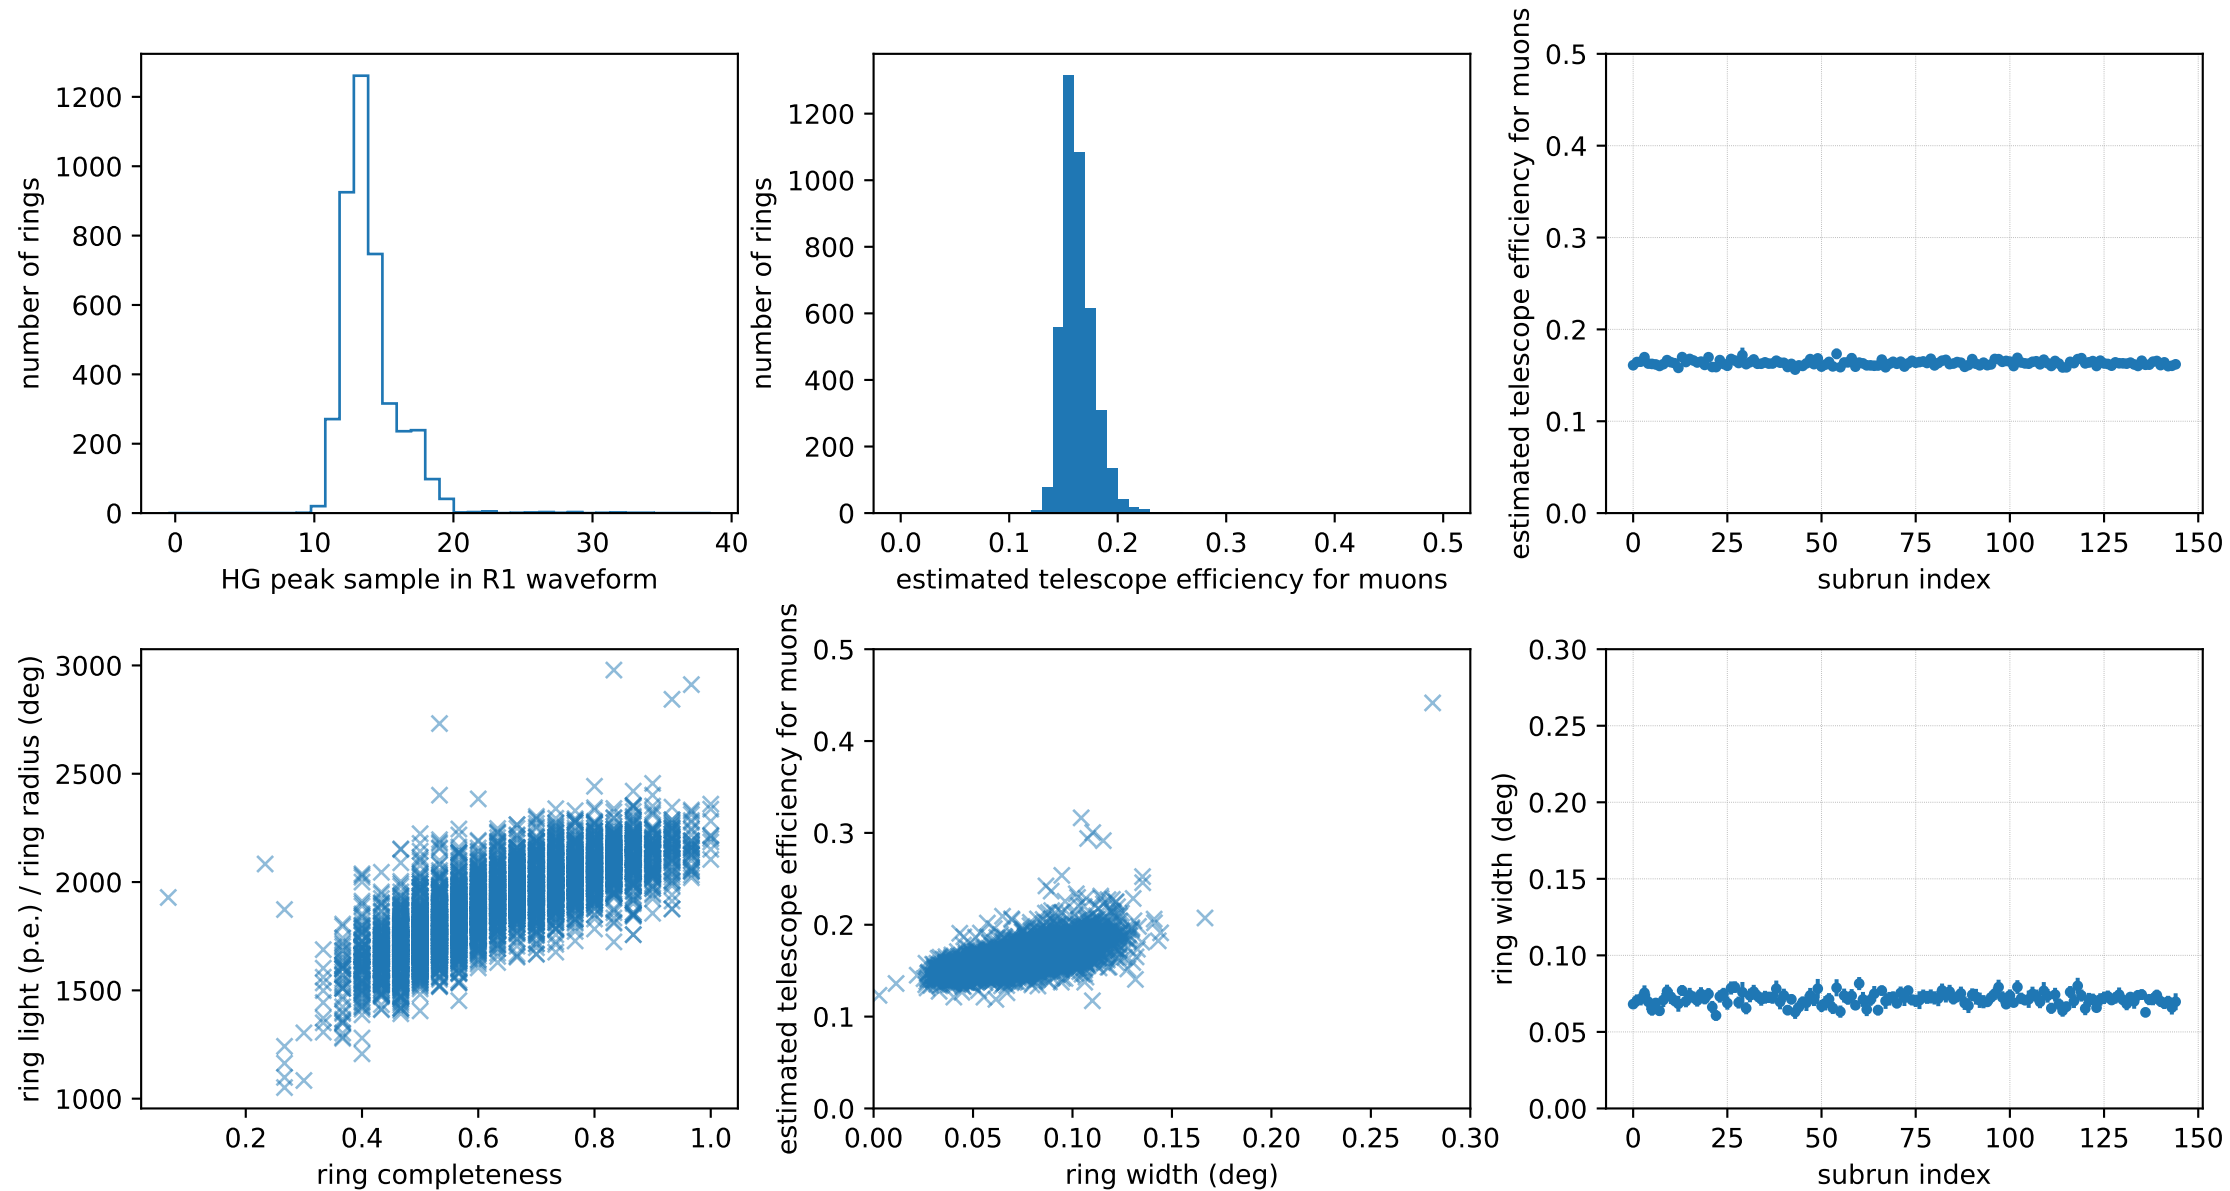 number of rings
1200
1000
800
600
400
200
0
0 10 20 30 40
HG peak sample in R1 waveform
number of rings
1200
1000
800
600
400
200
0
0.0 0.1 0.2 0.3 0.4 0.5
estimated telescope efficiency for muons
estimated telescope efficiency for muons
0.5
0.4
0.3
0.2
0.1
0.0
0 25 50 75 100 125 150
subrun index
ring light (p.e.) / ring radius (deg)
3000
2500
2000
1500
1000
0.2 0.4 0.6 0.8 1.0
ring completeness
estimated telescope efficiency for muons
0.5
0.4
0.3
0.2
0.1
0.0
0.00 0.05 0.10 0.15 0.20 0.25 0.30
ring width (deg)
ring width (deg)
0.30
0.25
0.20
0.15
0.10
0.05
0.00
0 25 50 75 100 125 150
subrun index